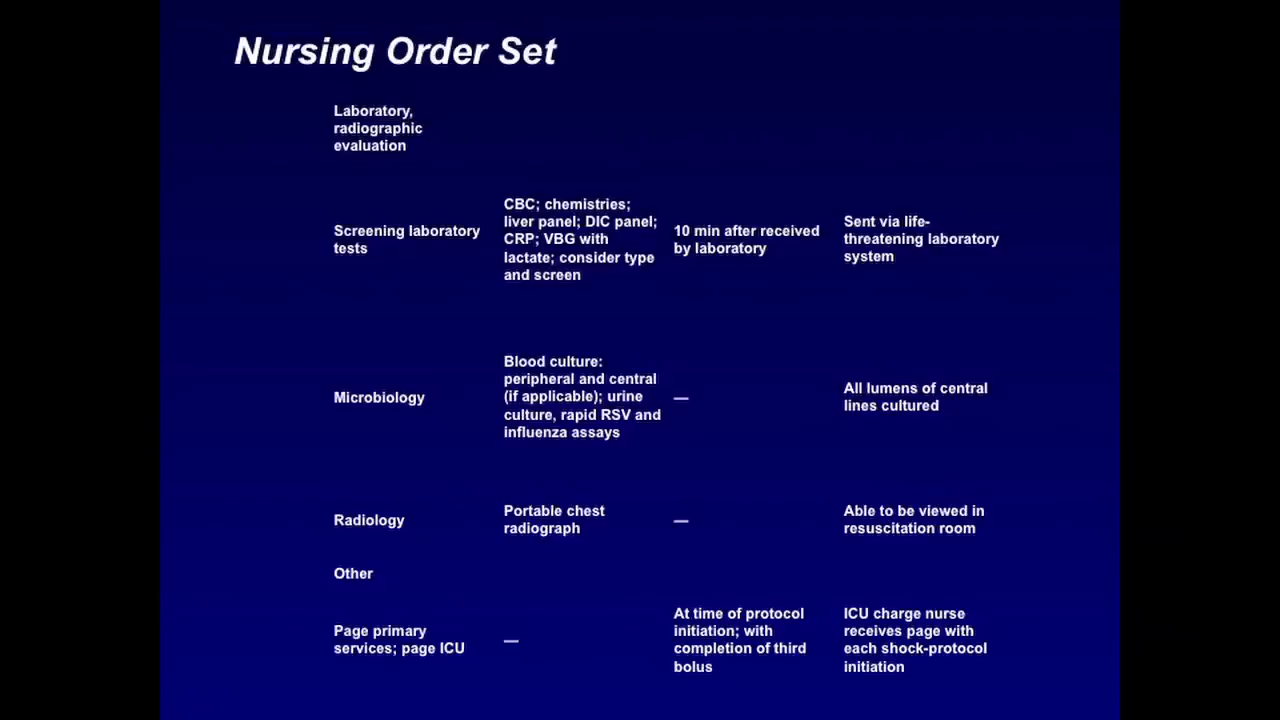 Nursing Order Set
Laboratory,
radiographic
evaluation
Screening laboratory
tests
CBC; chemistries;
liver panel; DIC panel;
CRP; VBG with
lactate; consider type
and screen
10 min after received
by laboratory
Sent via life-
threatening laboratory
system
Microbiology
Blood culture:
peripheral and central
(if applicable); urine
culture, rapid RSV and
influenza assays
—
All lumens of central
lines cultured
Radiology
Portable chest
radiograph
—
Able to be viewed in
resuscitation room
Other
Page primary
services; page ICU
—
At time of protocol
initiation; with
completion of third
bolus
ICU charge nurse
receives page with
each shock-protocol
initiation